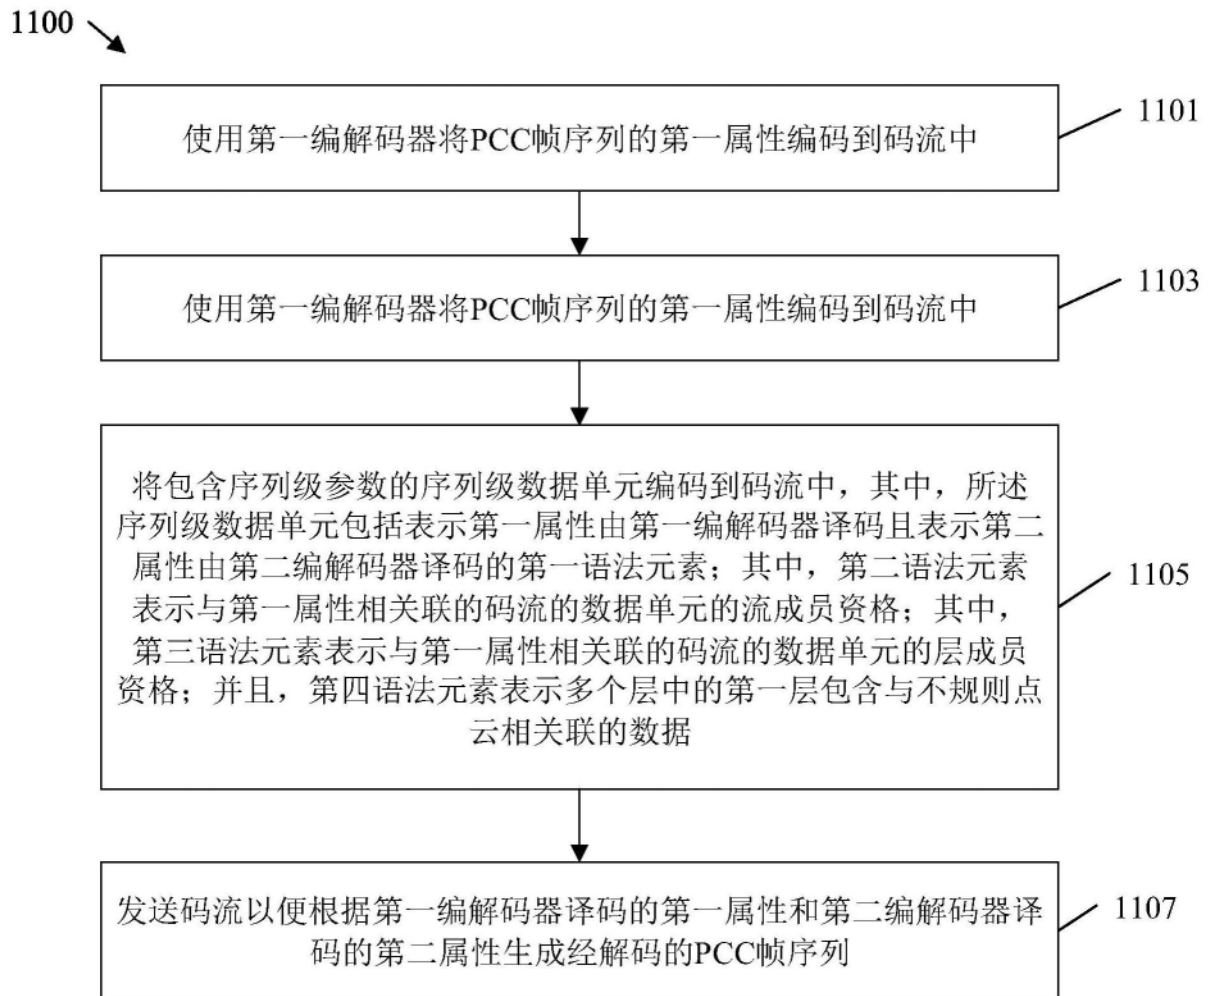 1100
使用第一编解码器将PCC帧序列的第一属性编码到码流中
1101
使用第一编解码器将PCC帧序列的第一属性编码到码流中
1103
将包含序列级参数的序列级数据单元编码到码流中，其中，所述
序列级数据单元包括表示第一属性由第一编解码器译码且表示第二
属性由第二编解码器译码的第一语法元素；其中，第二语法元素
表示与第一属性相关联的码流的数据单元的流成员资格；其中，
第三语法元素表示与第一属性相关联的码流的数据单元的层成员
资格；并且，第四语法元素表示多个层中的第一层包含与不规则点
云相关联的数据
1105
发送码流以便根据第一编解码器译码的第一属性和第二编解码器译
码的第二属性生成经解码的PCC帧序列
1107